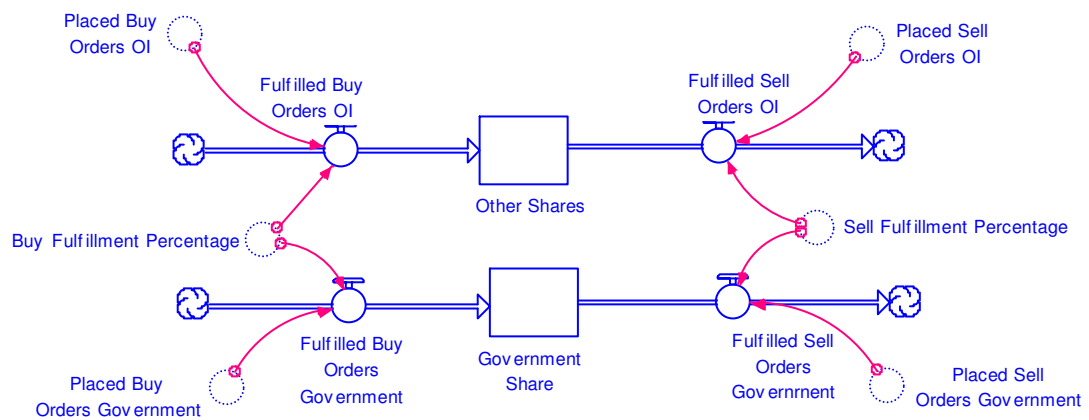 Placed Buy
Orders OI
Placed Sell
Orders OI
Fulfilled Buy
Orders OI
Fulfilled Sell
Orders OI
Other Shares
Buy Fulfillment Percentage
Sell Fulfillment Percentage
Fulfilled Buy
Orders
Government
Government
Share
Fulfilled Sell
Orders
Governrnent
Placed Buy
Orders Government
Placed Sell
Orders Government